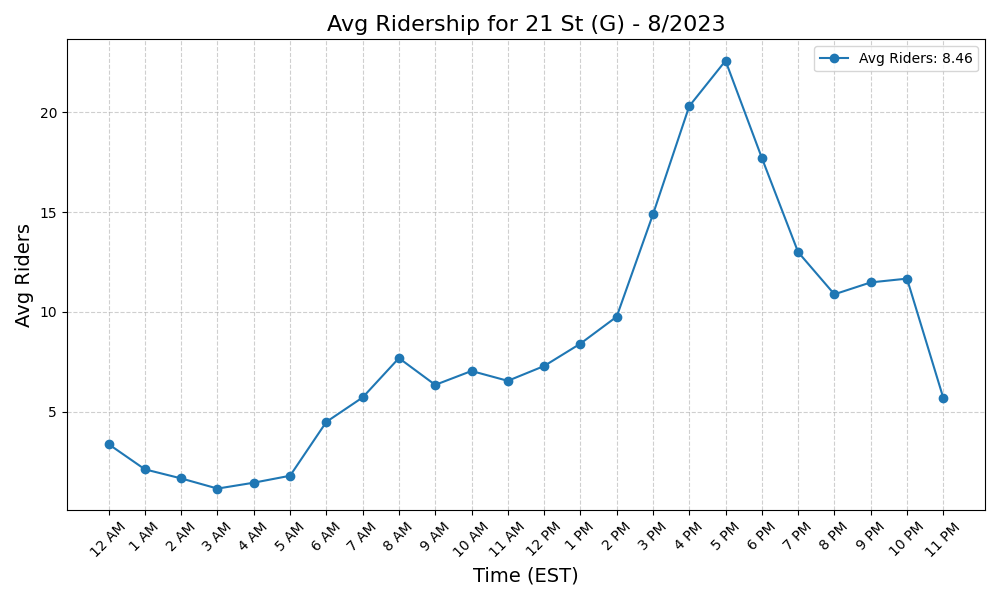 Avg Ridership for 21 St (G) - 8/2023
Avg Riders: 8.46
Avg Riders
20
15
10
5
12 AM 1 AM 2 AM 3 AM 4 AM 5 AM 6 AM 7 AM 8 AM 9 AM 10 AM 11 AM 12 PM 1 PM 2 PM 3 PM 4 PM 5 PM 6 PM 7 PM 8 PM 9 PM 10 PM 11 PM
Time (EST)